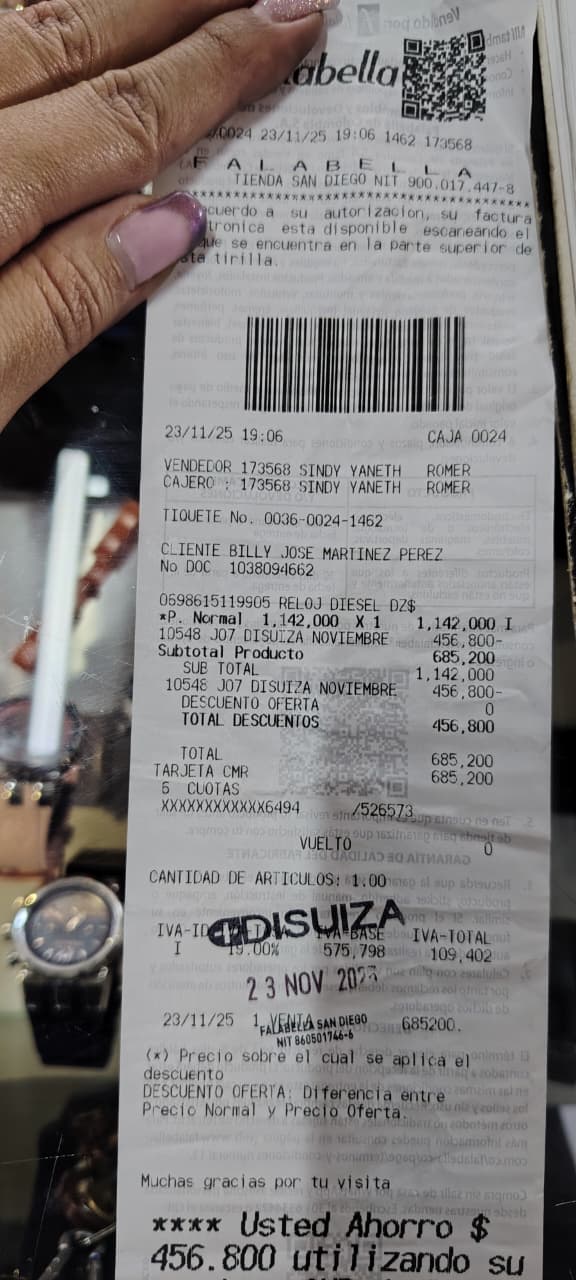 /0024 23/11/25 19:06 1462 173568
F A L A B E L L A
TIENDA SAN DIEGO NIT 900.017.447-8
a su autorizacion, su factura
esta disponible escaneando el
que se encuentra en la parte superior de
tirilla.
23/11/25 19:06 CAJA 0024
VENDEDOR 173568 SINDY YANETH ROMER
CAJERO : 173568 SINDY YANETH ROMER
TIQUETE No. 0036-0024-1462
CLIENTE BILLY JOSE MARTINEZ PEREZ
No DOC 1038094662
0698615119905 RELOJ DIESEL DZ$
*P. Normal 1,142,000 X 1 1,142,000 I
10548 J07 DISUIZA NOVIEMBRE 456,800-
Subtotal Producto 685,200
SUB TOTAL 1,142,000
10548 J07 DISUIZA NOVIEMBRE 456,800-
DESCUENTO OFERTA 0
TOTAL DESCUENTOS 456,800
TOTAL 685,200
TARJETA CMR 685,200
5 CUOTAS
XXXXXXXXXXXX6494 /526573
VUELTO 0
CANTIDAD DE ARTICULOS: 1.00
DISUIZA
IVA-BASE IVA-TOTAL
I 19.00% 575,798 109,402
23 NOV
23/11/25 1 VENTA 685200.
FALABELLA SAN DIEGO
NIT 860501746-6
(*) Precio sobre el cual se aplica el
descuento
DESCUENTO OFERTA: Diferencia entre
Precio Normal y Precio Oferta.
Muchas gracias por tu visita
**** Usted Ahorro $
456.800 utilizando su